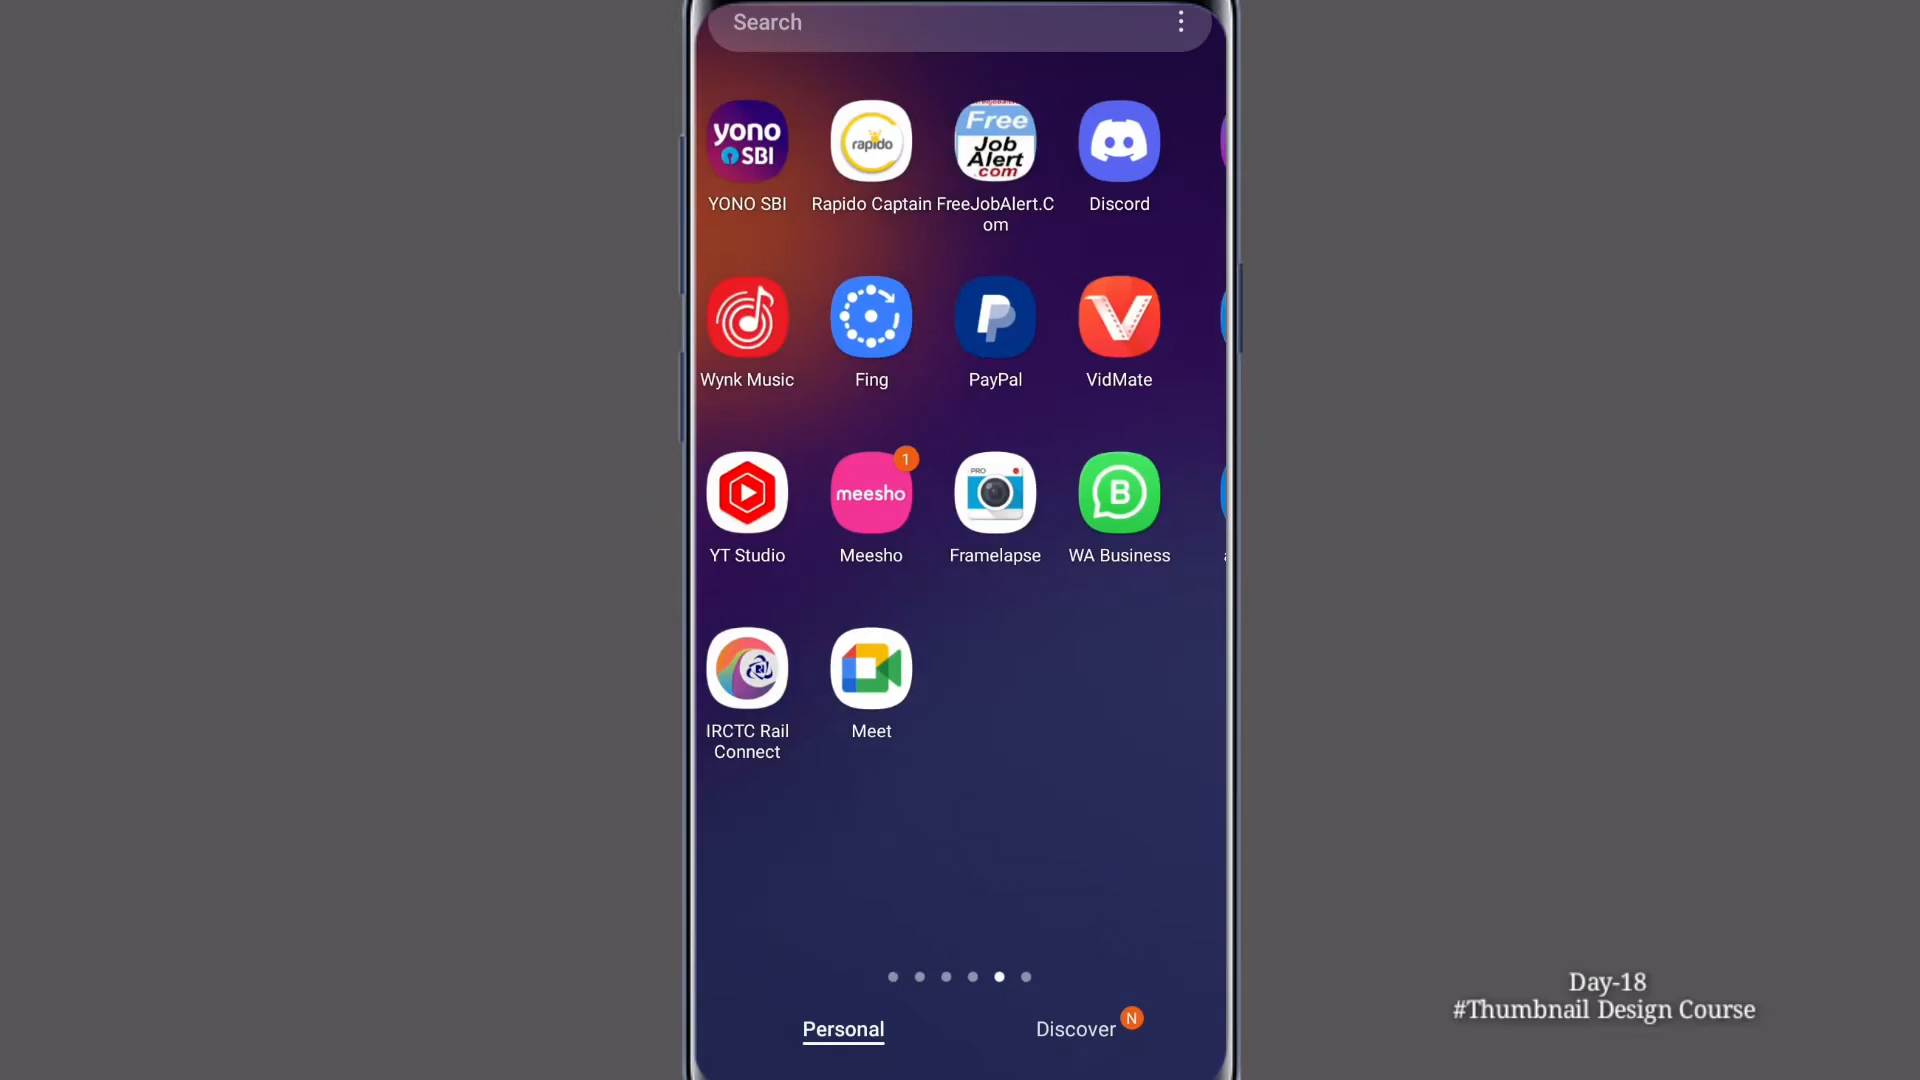 Search
yono
SBI
rapido
Free
Job
Alert
.com
YONO SBI
Rapido Captain
FreeJobAlert.C
om
Discord
Wynk Music
Fing
PayPal
VidMate
meesho
1
PRO
B
YT Studio
Meesho
Framelapse
WA Business
IRCTC Rail
Connect
Meet
Personal
Discover
N
Day-18
#Thumbnail Design Course